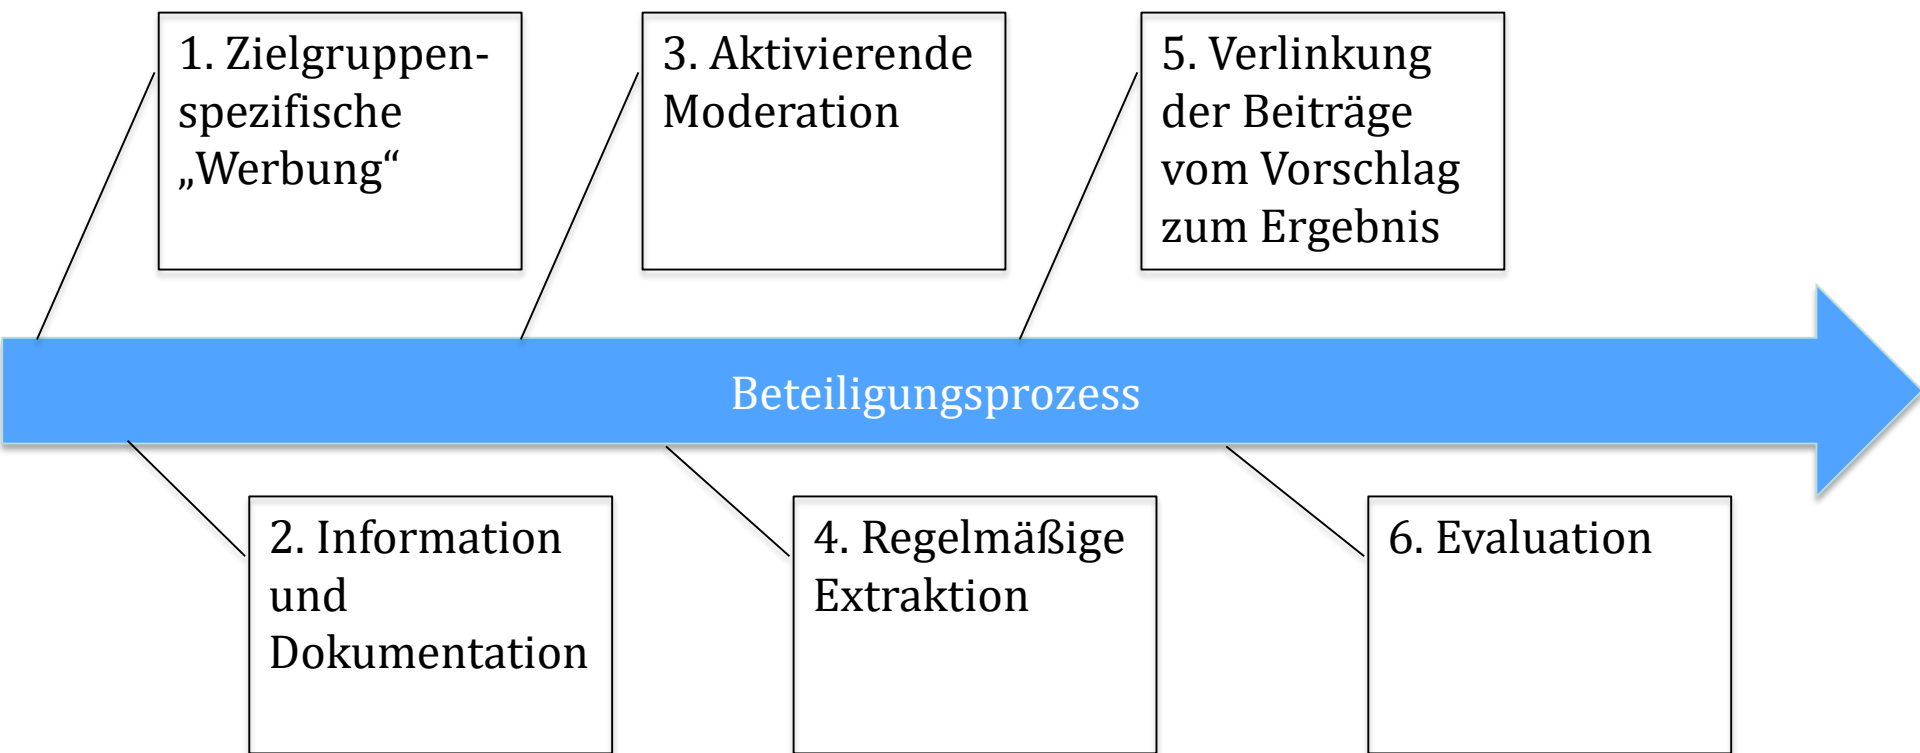 1. Zielgruppen-
spezifische
„Werbung“
3. Aktivierende
Moderation
5. Verlinkung
der Beiträge
vom Vorschlag
zum Ergebnis
Beteiligungsprozess
2. Information
und
Dokumentation
4. Regelmäßige
Extraktion
6. Evaluation